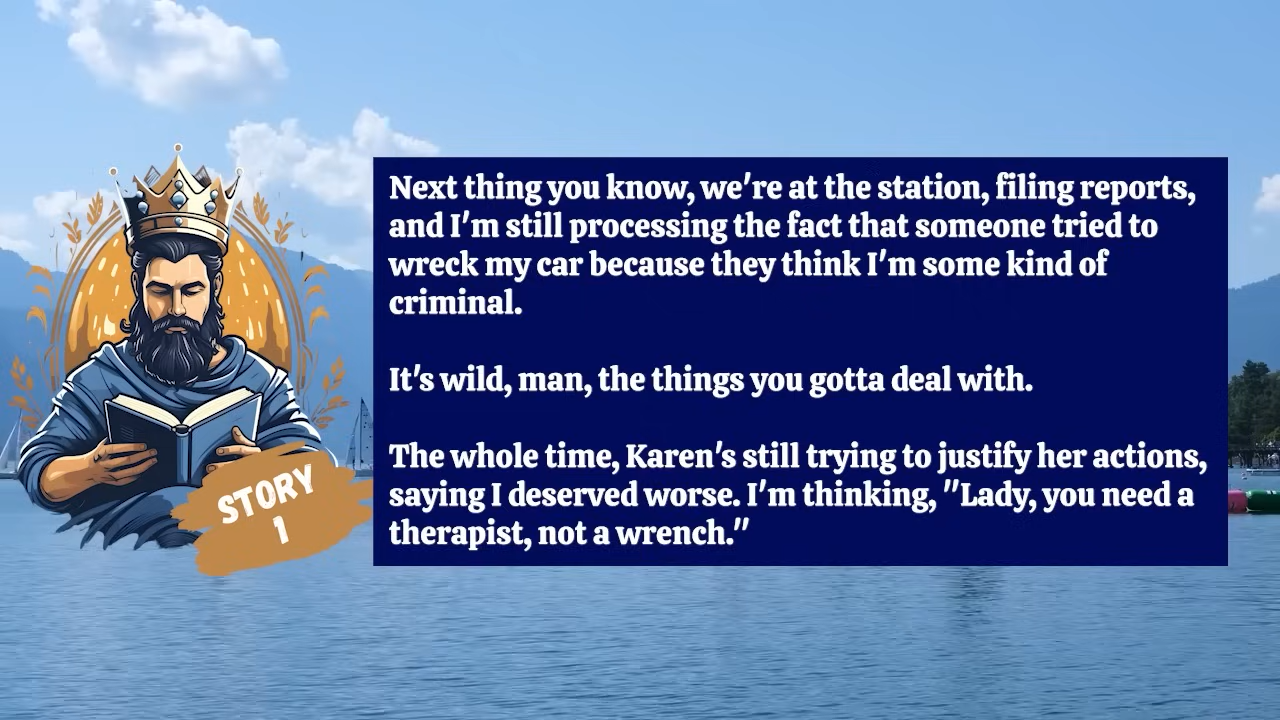 Next thing you know, we're at the station, filing reports,
and I'm still processing the fact that someone tried to
wreck my car because they think I'm some kind of
criminal.
It's wild, man, the things you gotta deal with.
The whole time, Karen's still trying to justify her actions,
saying I deserved worse. I'm thinking, "Lady, you need a
therapist, not a wrench."
STORY
1